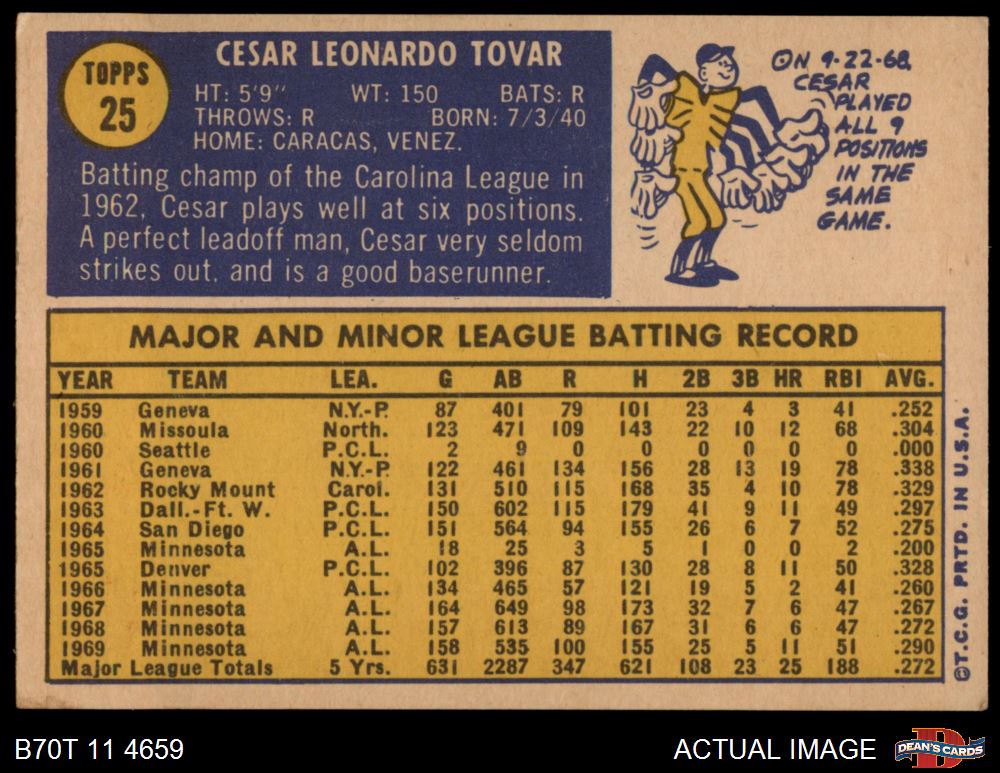 TOPPS
25
CESAR LEONARDO TOVAR
HT: 5'9" WT: 150 BATS: R
THROWS: R BORN: 7/3/40
HOME: CARACAS, VENEZ.
Batting champ of the Carolina League in
1962, Cesar plays well at six positions.
A perfect leadoff man, Cesar very seldom
strikes out, and is a good baserunner.
ON 9-22-68,
CESAR
PLAYED
ALL 9
POSITIONS
IN THE
SAME
GAME.
MAJOR AND MINOR LEAGUE BATTING RECORD
YEAR TEAM LEA. G AB R H 2B 3B HR RBI AVG.
1959 Geneva N.Y.-P. 87 401 79 101 23 4 3 41 .252
1960 Missoula North. 123 471 109 143 22 10 12 68 .304
1960 Seattle P.C.L. 2 9 0 0 0 0 0 0 .000
1961 Geneva N.Y.-P 122 461 134 156 28 13 19 78 .338
1962 Rocky Mount Carol. 131 510 115 168 35 4 10 78 .329
1963 Dall.-Ft. W. P.C.L. 150 602 115 179 41 9 11 49 .297
1964 San Diego P.C.L. 151 564 94 155 26 6 7 52 .275
1965 Minnesota A.L. 18 25 3 5 1 0 0 2 .200
1965 Denver P.C.L. 102 396 87 130 28 8 11 50 .328
1966 Minnesota A.L. 134 465 57 121 19 5 2 41 .260
1967 Minnesota A.L. 164 649 98 173 32 7 6 47 .267
1968 Minnesota A.L. 157 613 89 167 31 6 6 47 .272
1969 Minnesota A.L. 158 535 100 155 25 5 11 51 .290
Major League Totals 5 Yrs. 631 2287 347 621 108 23 25 188 .272
©T.C.G. PRTD. IN U.S.A.
B70T 11 4659
ACTUAL IMAGE
DEAN'S CARDS